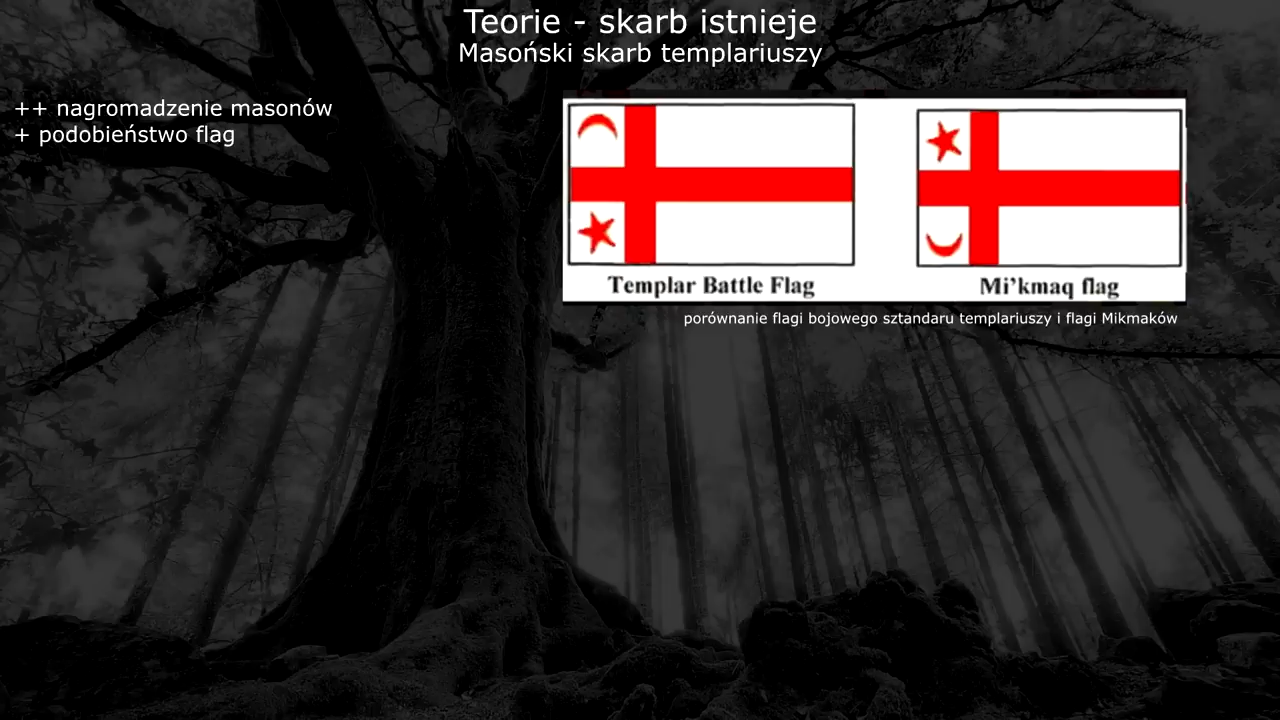 Teorie - skarb istnieje
Masoński skarb templariuszy
++ nagromadzenie masonów
+ podobieństwo flag
Templar Battle Flag
Mi'kmaq flag
porównanie flagi bojowego sztandaru templariuszy i flagi Mikmaków